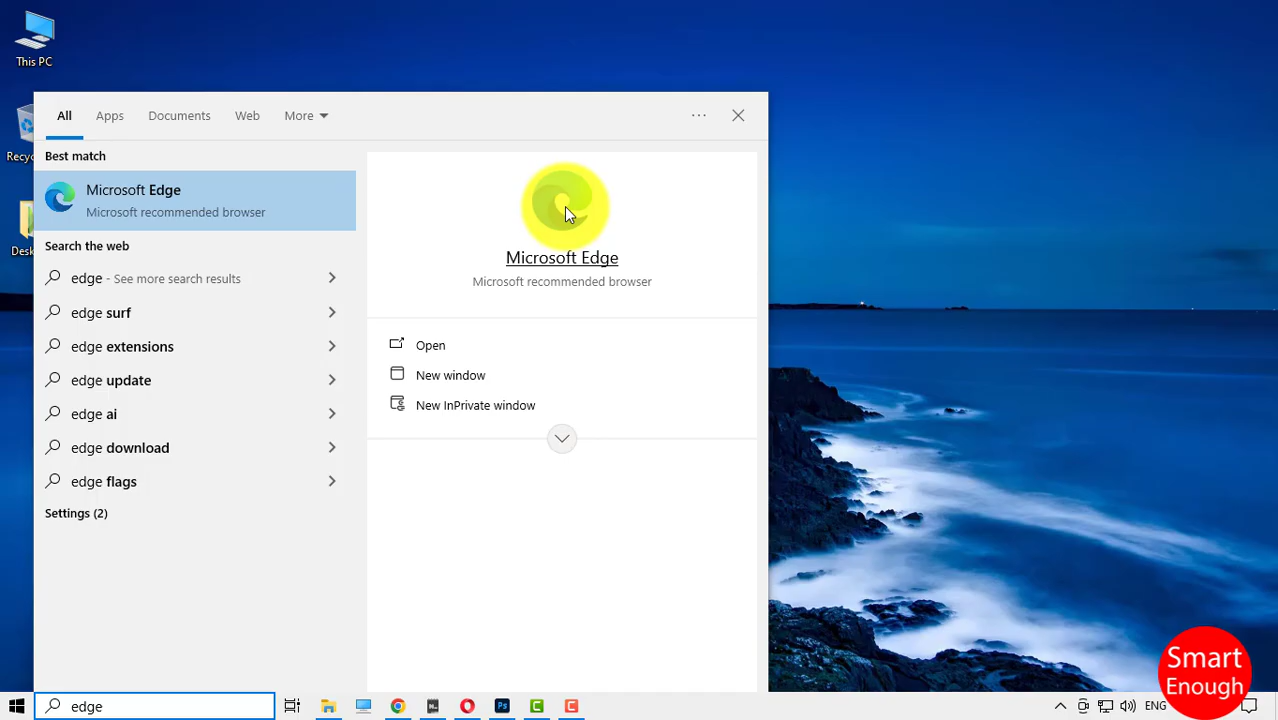 This PC
Recyc
Desk
All
Apps
Documents
Web
More
Best match
Microsoft Edge
Microsoft recommended browser
Search the web
edge - See more search results
edge surf
edge extensions
edge update
edge ai
edge download
edge flags
Settings (2)
Microsoft Edge
Microsoft recommended browser
Open
New window
New InPrivate window
edge
Ps
ENG
Smart
Enough